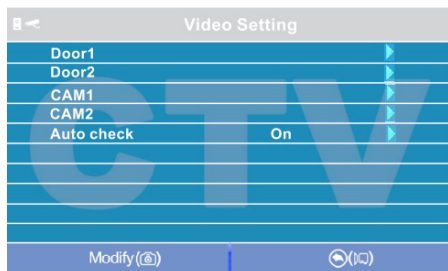 Video Setting
Door1
Door2
CAM1
CAM2
Auto check On
CTV
Modify